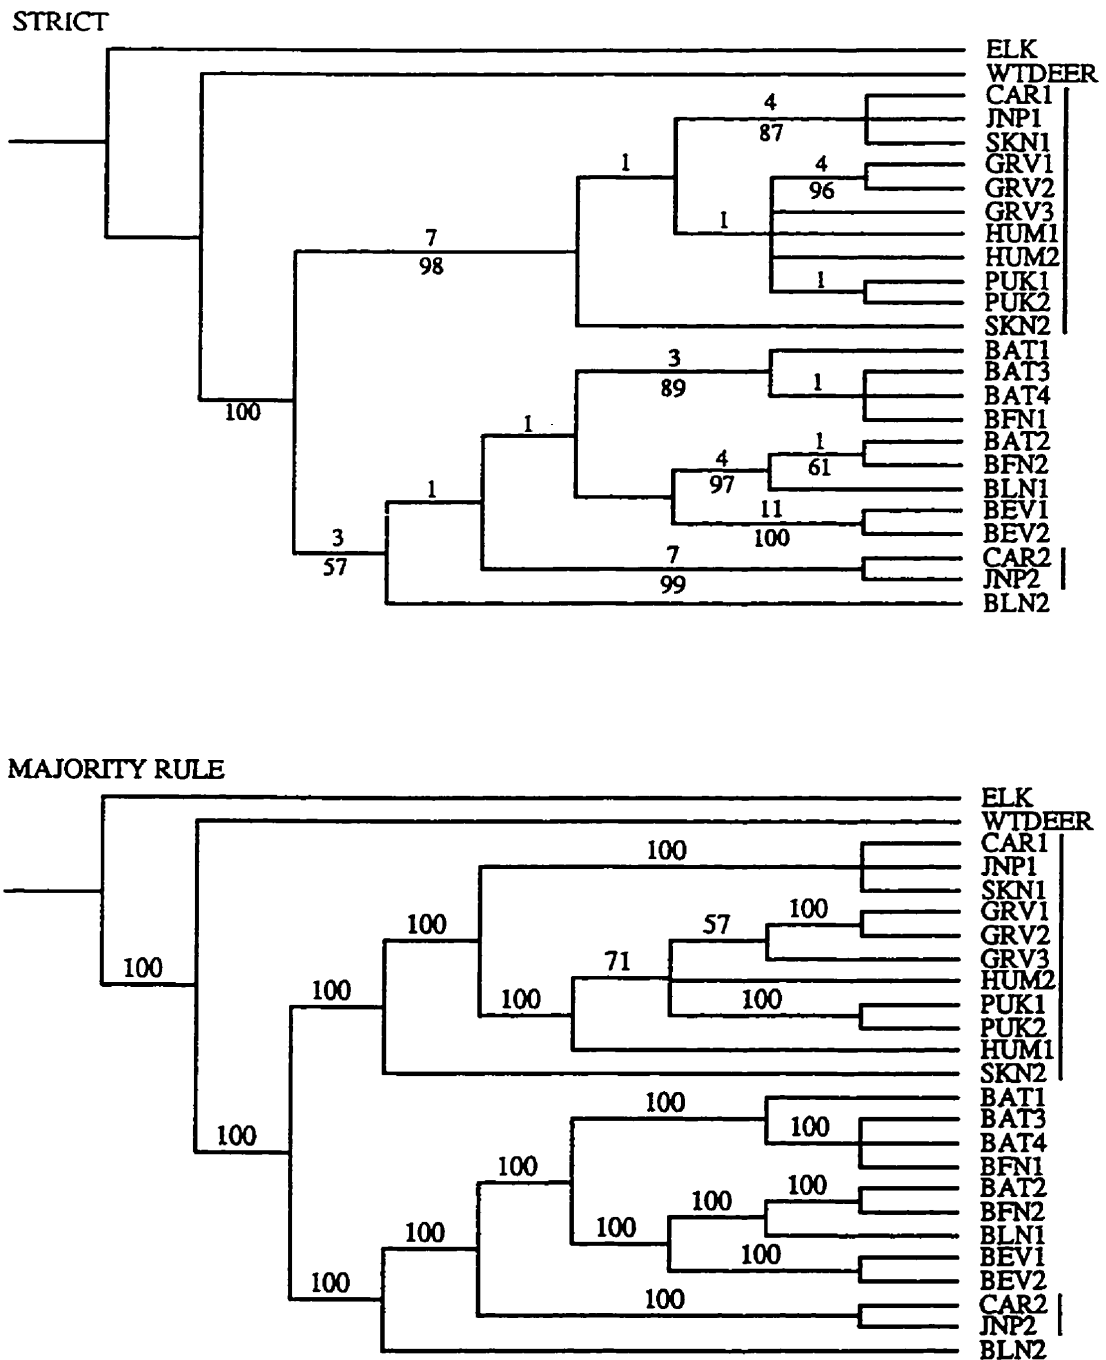 STRICT
ELK
WTDEER
CAR1
4
JNP1
87
SKN1
1
GRV1
4
GRV2
96
GRV3
1
HUM1
7
HUM2
98
PUK1
1
PUK2
SKN2
BAT1
3
BAT3
89
1
BAT4
100
BFN1
1
BAT2
1
BFN2
4
61
BLN1
97
1
BEV1
11
BEV2
100
3
CAR2
7
57
JNP2
99
BLN2
MAJORITY RULE
ELK
WTDEER
CAR1
100
JNP1
SKN1
GRV1
100
57
100
GRV2
GRV3
71
HUM2
100
PUK1
100
100
100
PUK2
HUM1
SKN2
BAT1
100
BAT3
100
100
BAT4
BFN1
100
BAT2
100
BFN2
100
BLN1
100
100
BEV1
100
BEV2
100
CAR2
100
JNP2
BLN2